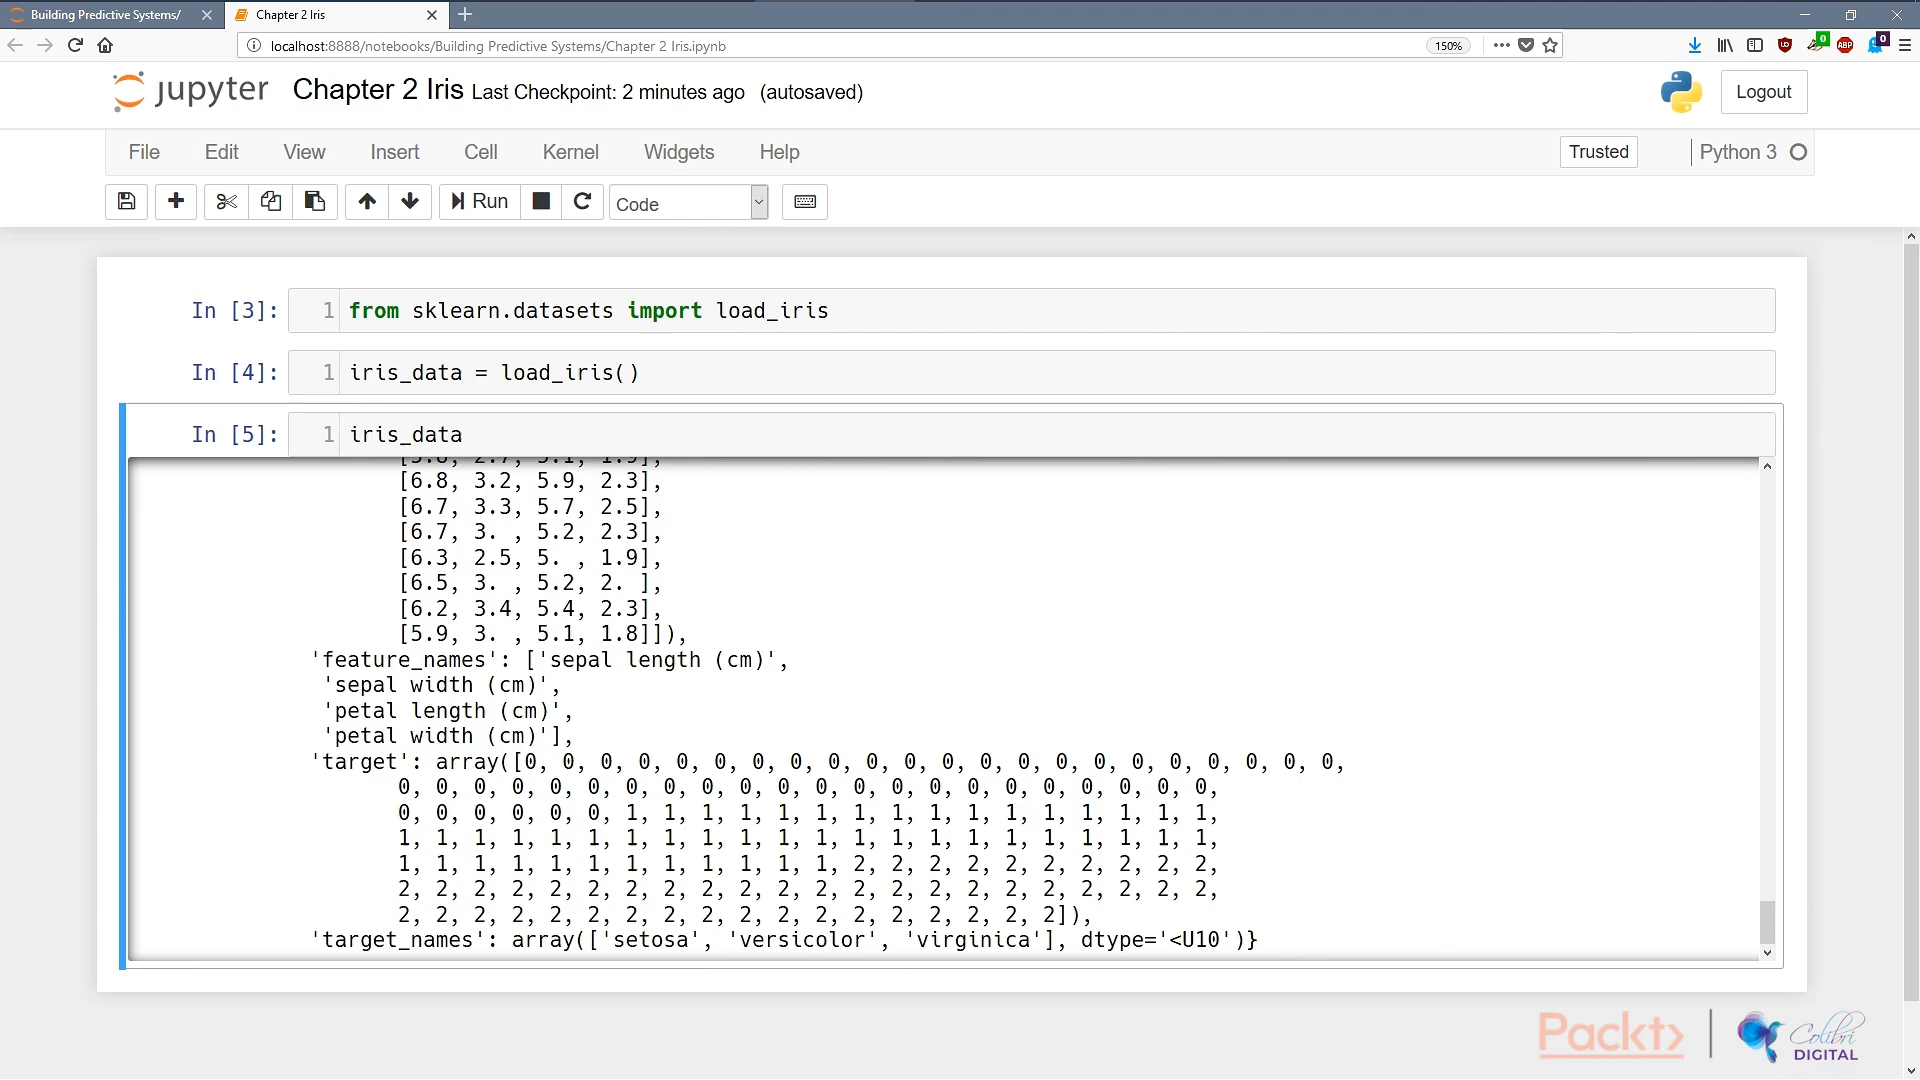 Building Predictive Systems/
Chapter 2 Iris
localhost:8888/notebooks/Building Predictive Systems/Chapter 2 Iris.ipynb
150%
0
ABP
0
jupyter Chapter 2 Iris Last Checkpoint: 2 minutes ago (autosaved)
Logout
File Edit View Insert Cell Kernel Widgets Help
Trusted
Python 3
Run
Code
In [3]: 1 from sklearn.datasets import load_iris
In [4]: 1 iris_data = load_iris()
In [5]: 1 iris_data
[5.8, 2.7, 5.1, 1.9],
[6.8, 3.2, 5.9, 2.3],
[6.7, 3.3, 5.7, 2.5],
[6.7, 3. , 5.2, 2.3],
[6.3, 2.5, 5. , 1.9],
[6.5, 3. , 5.2, 2. ],
[6.2, 3.4, 5.4, 2.3],
[5.9, 3. , 5.1, 1.8]]),
'feature_names': ['sepal length (cm)',
'sepal width (cm)',
'petal length (cm)',
'petal width (cm)'],
'target': array([0, 0, 0, 0, 0, 0, 0, 0, 0, 0, 0, 0, 0, 0, 0, 0, 0, 0, 0, 0, 0, 0,
0, 0, 0, 0, 0, 0, 0, 0, 0, 0, 0, 0, 0, 0, 0, 0, 0, 0, 0, 0, 0, 0,
0, 0, 0, 0, 0, 0, 1, 1, 1, 1, 1, 1, 1, 1, 1, 1, 1, 1, 1, 1, 1, 1,
1, 1, 1, 1, 1, 1, 1, 1, 1, 1, 1, 1, 1, 1, 1, 1, 1, 1, 1, 1, 1, 1,
1, 1, 1, 1, 1, 1, 1, 1, 1, 1, 1, 1, 2, 2, 2, 2, 2, 2, 2, 2, 2, 2,
2, 2, 2, 2, 2, 2, 2, 2, 2, 2, 2, 2, 2, 2, 2, 2, 2, 2, 2, 2, 2, 2,
2, 2, 2, 2, 2, 2, 2, 2, 2, 2, 2, 2, 2, 2, 2, 2, 2, 2]),
'target_names': array(['setosa', 'versicolor', 'virginica'], dtype='<U10')}
Packt>
Colibri
DIGITAL